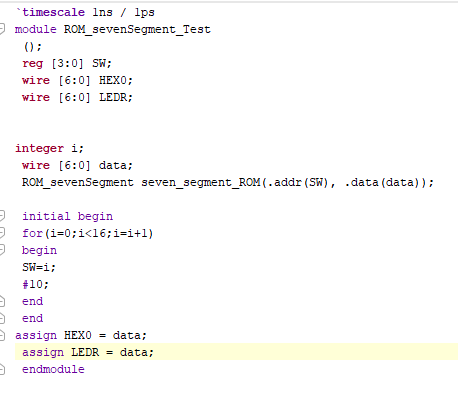 `timescale 1ns / 1ps
module ROM_sevenSegment_Test
();
reg [3:0] SW;
wire [6:0] HEX0;
wire [6:0] LEDR;
integer i;
wire [6:0] data;
ROM_sevenSegment seven_segment_ROM(.addr(SW), .data(data));
initial begin
for(i=0;i<16;i=i+1)
begin
SW=i;
#10;
end
end
assign HEX0 = data;
assign LEDR = data;
endmodule